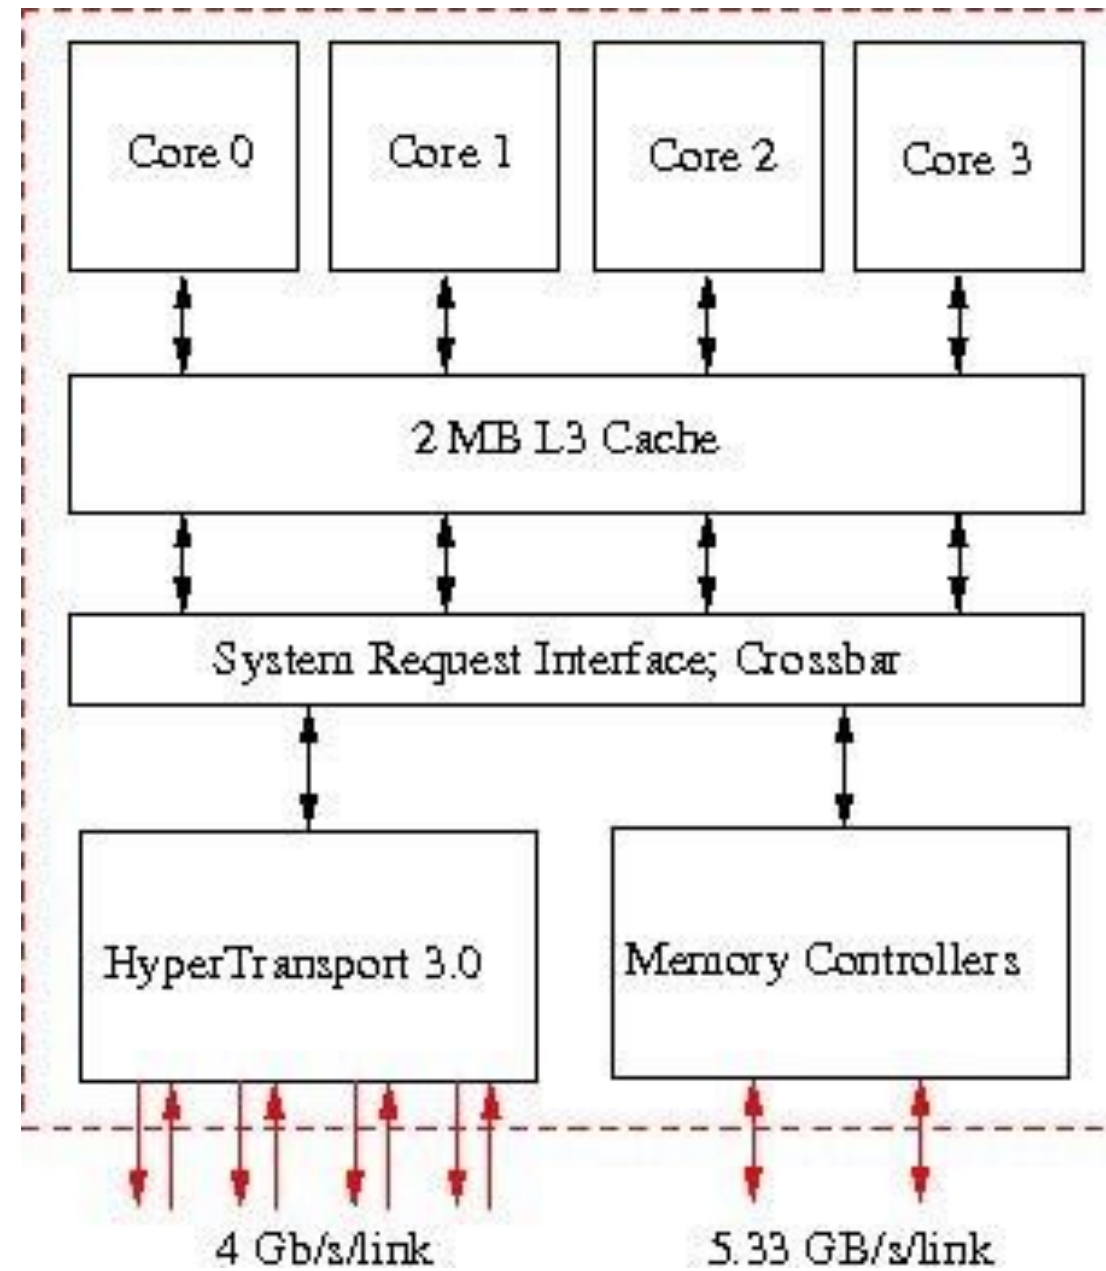 Core 0
Core 1
Core 2
Core 3
2 MB L3 Cache
System Request Interface; Crossbar
HyperTransport 3.0
Memory Controllers
4 Gb/s/link
5.33 GB/s/link